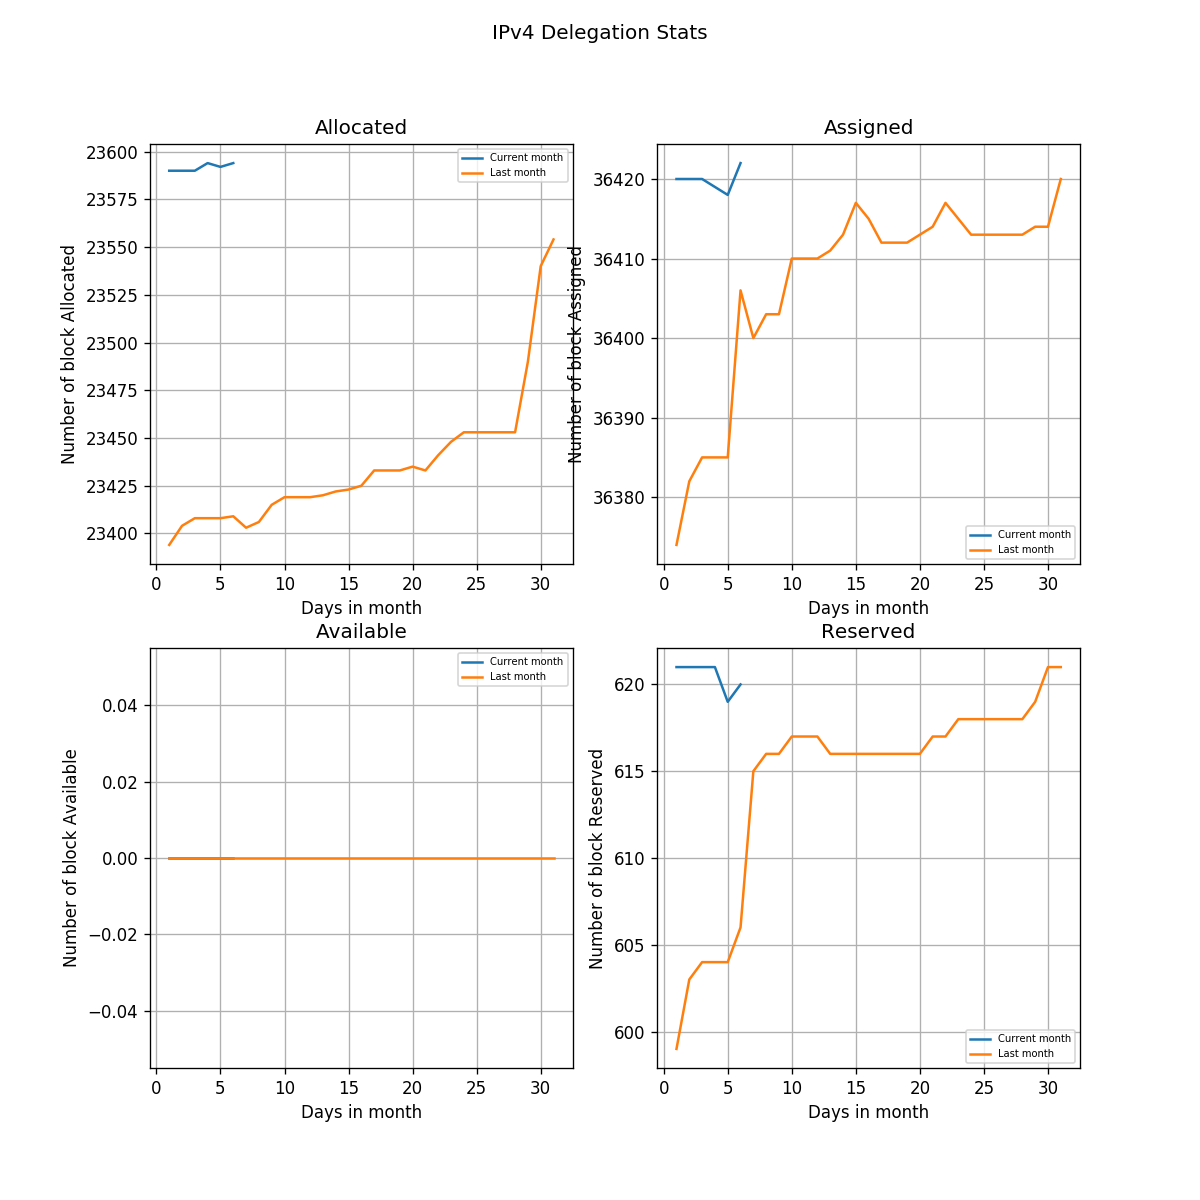 IPv4 Delegation Stats
Allocated
Number of block Allocated
23600
23575
23550
23525
23500
23475
23450
23425
23400
Current month
Last month
0 5 10 15 20 25 30
Days in month
Assigned
Number of block Assigned
36420
36410
36400
36390
36380
Current month
Last month
0 5 10 15 20 25 30
Days in month
Available
Number of block Available
0.04
0.02
0.00
−0.02
−0.04
Current month
Last month
0 5 10 15 20 25 30
Days in month
Reserved
Number of block Reserved
620
615
610
605
600
Current month
Last month
0 5 10 15 20 25 30
Days in month